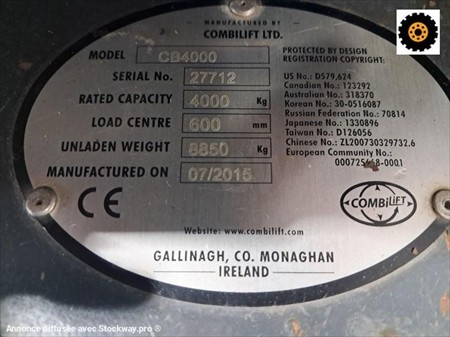 MANUFACTURED BY
COMBILIFT LTD.
MODEL CB4000
SERIAL No. 27712
RATED CAPACITY 4000 Kg
LOAD CENTRE 600 mm
UNLADEN WEIGHT 8850 Kg
MANUFACTURED ON 07/2015
PROTECTED BY DESIGN
REGISTRATION COPYRIGHT:
US No.: D579,624
Canadian No.: 123292
Australian No.: 318370
Korean No.: 30-0516087
Russian Federation No.: 70814
Japanese No.: 1330896
Taiwan No.: D126056
Chinese No.: ZL200730329732.6
European Community No.:
CE
COMBiLiFT
Website: www.combilift.com
GALLINAGH, CO. MONAGHAN
IRELAND
Annonce diffusée avec Stockway.pro ®